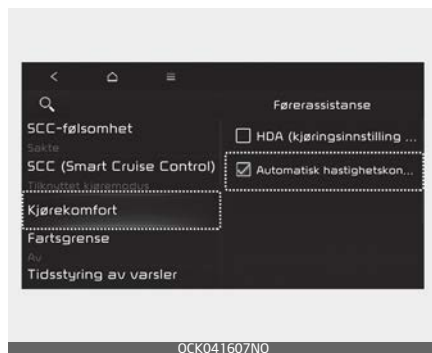 Førerassistanse
SCC-følsomhet
Sakte
SCC (Smart Cruise Control)
Tilknyttet kjøremodus
Kjørekomfort
Fartsgrense
Av
Tidsstyring av varsler
HDA (kjøringsinnstilling ...
Automatisk hastighetskon...
OCK041607NO